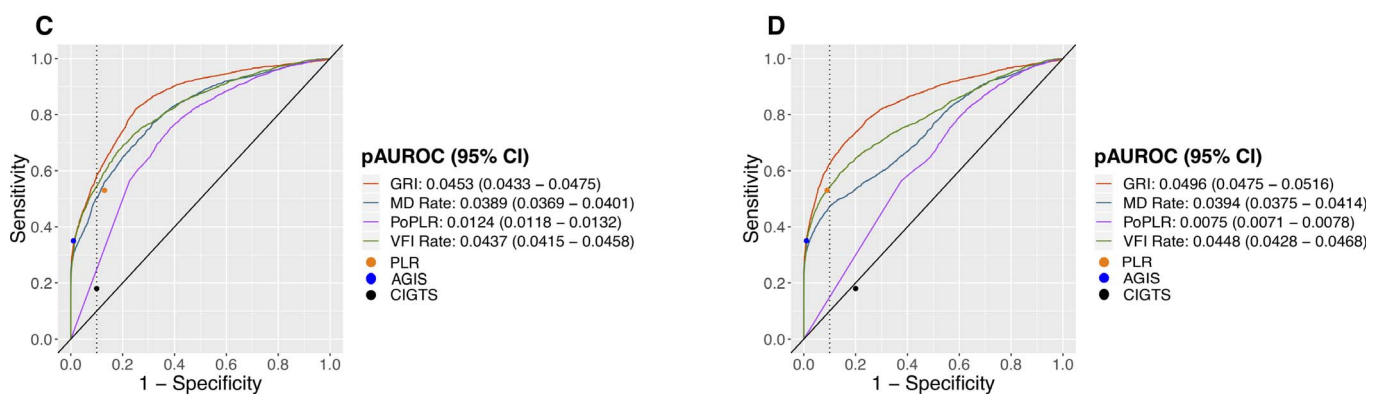 C
1.0
0.8
0.6
0.4
0.2
0.0
Sensitivity
0.0 0.2 0.4 0.6 0.8 1.0
1 − Specificity
pAUROC (95% CI)
GRI: 0.0453 (0.0433 − 0.0475)
MD Rate: 0.0389 (0.0369 − 0.0401)
PoPLR: 0.0124 (0.0118 − 0.0132)
VFI Rate: 0.0437 (0.0415 − 0.0458)
PLR
AGIS
CIGTS
D
1.0
0.8
0.6
0.4
0.2
0.0
Sensitivity
0.0 0.2 0.4 0.6 0.8 1.0
1 − Specificity
pAUROC (95% CI)
GRI: 0.0496 (0.0475 − 0.0516)
MD Rate: 0.0394 (0.0375 − 0.0414)
PoPLR: 0.0075 (0.0071 − 0.0078)
VFI Rate: 0.0448 (0.0428 − 0.0468)
PLR
AGIS
CIGTS